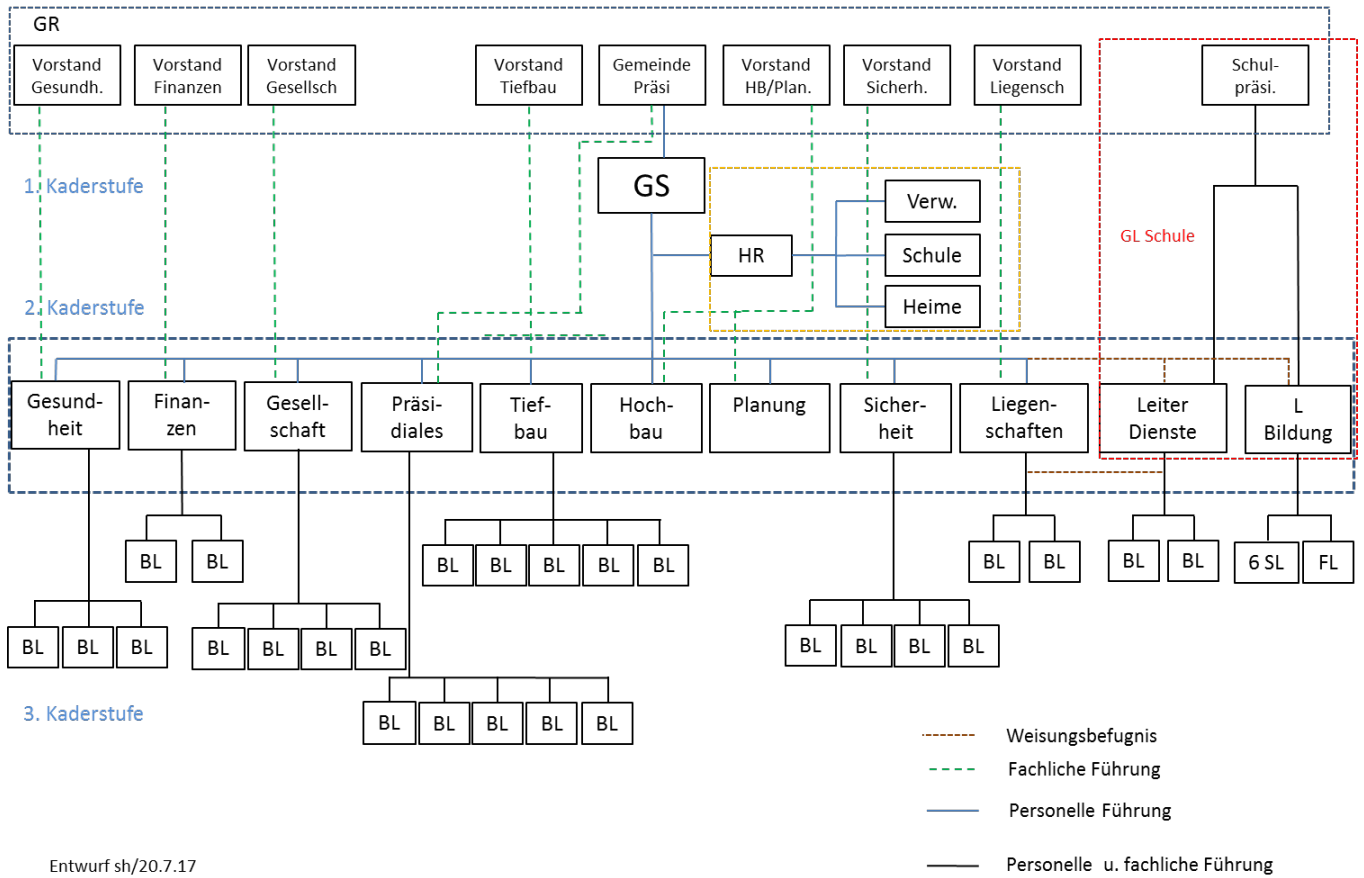 GR
Vorstand
Gesundh.
Vorstand
Finanzen
Vorstand
Gesellsch
Vorstand
Tiefbau
Gemeinde
Präsi
Vorstand
HB/Plan.
Vorstand
Sicherh.
Vorstand
Liegensch
Schul-
präsi.
1. Kaderstufe
GS
Verw.
GL Schule
HR
Schule
2. Kaderstufe
Heime
Gesund-
heit
Finan-
zen
Gesell-
schaft
Präsi-
diales
Tief-
bau
Hoch-
bau
Planung
Sicher-
heit
Liegen-
schaften
Leiter
Dienste
L
Bildung
BL
BL
BL
BL
BL
BL
BL
BL
BL
BL
BL
6 SL
FL
BL
BL
BL
BL
BL
BL
BL
BL
BL
BL
BL
3. Kaderstufe
BL
BL
BL
BL
BL
Weisungsbefugnis
Fachliche Führung
Personelle Führung
Entwurf sh/20.7.17
Personelle u. fachliche Führung